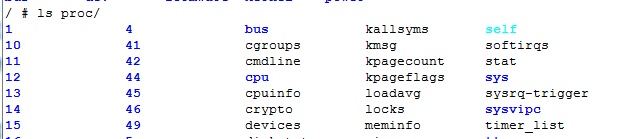 / # ls proc/
1 4 bus kallsyms self
10 41 cgroups kmsg softirqs
11 42 cmdline kpagecount stat
12 44 cpu kpageflags sys
13 45 cpuinfo loadavg sysrq-trigger
14 46 crypto locks sysvipc
15 49 devices meminfo timer_list